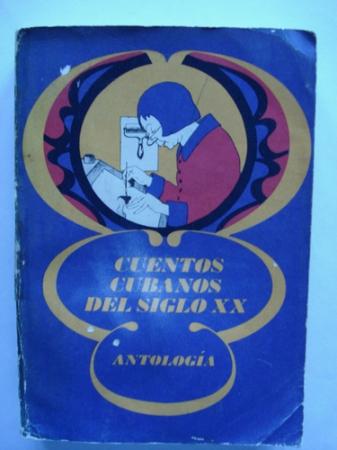 CUENTOS
CUBANOS
DEL SIGLO XX
ANTOLOGÍA